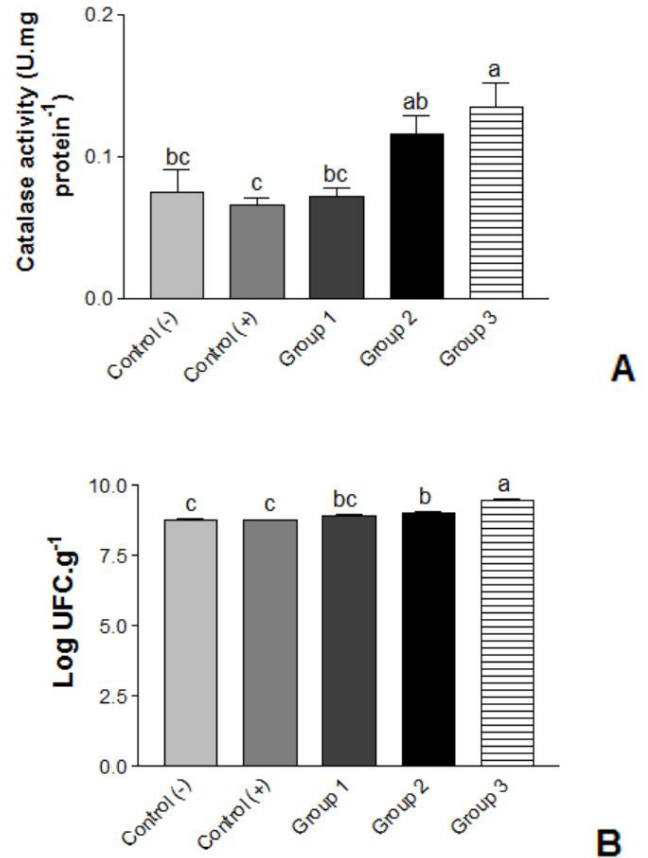 Catalase activity (U.mg
protein-1)
0.2
0.1
0.0
bc
c
bc
ab
a
Control (-)
Control (+)
Group 1
Group 2
Group 3
A
Log UFC.g-1
10.0
7.5
5.0
2.5
0.0
c
c
bc
b
a
Control (-)
Control (+)
Group 1
Group 2
Group 3
B